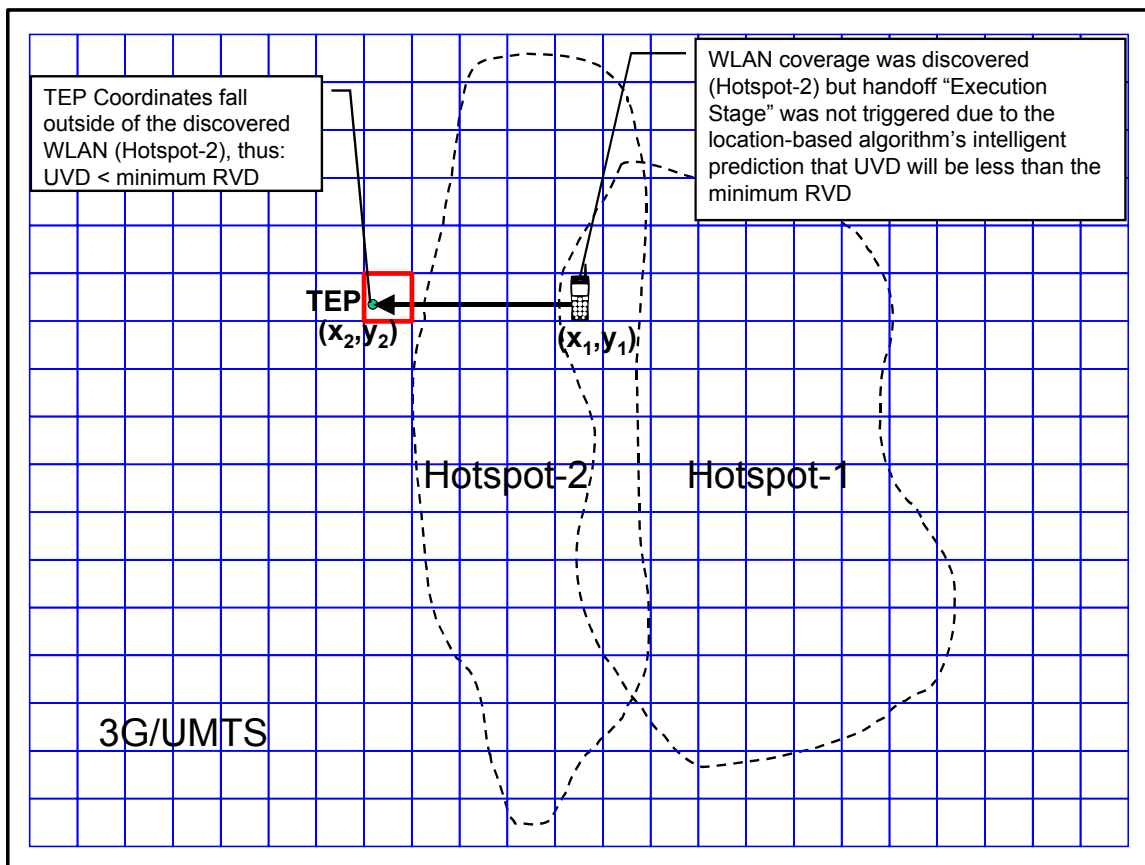 TEP Coordinates fall
outside of the discovered
WLAN (Hotspot-2), thus:
UVD < minimum RVD
WLAN coverage was discovered
(Hotspot-2) but handoff “Execution
Stage” was not triggered due to the
location-based algorithm’s intelligent
prediction that UVD will be less than the
minimum RVD
TEP
(x₂,y₂)
(x₁,y₁)
Hotspot-2
Hotspot-1
3G/UMTS